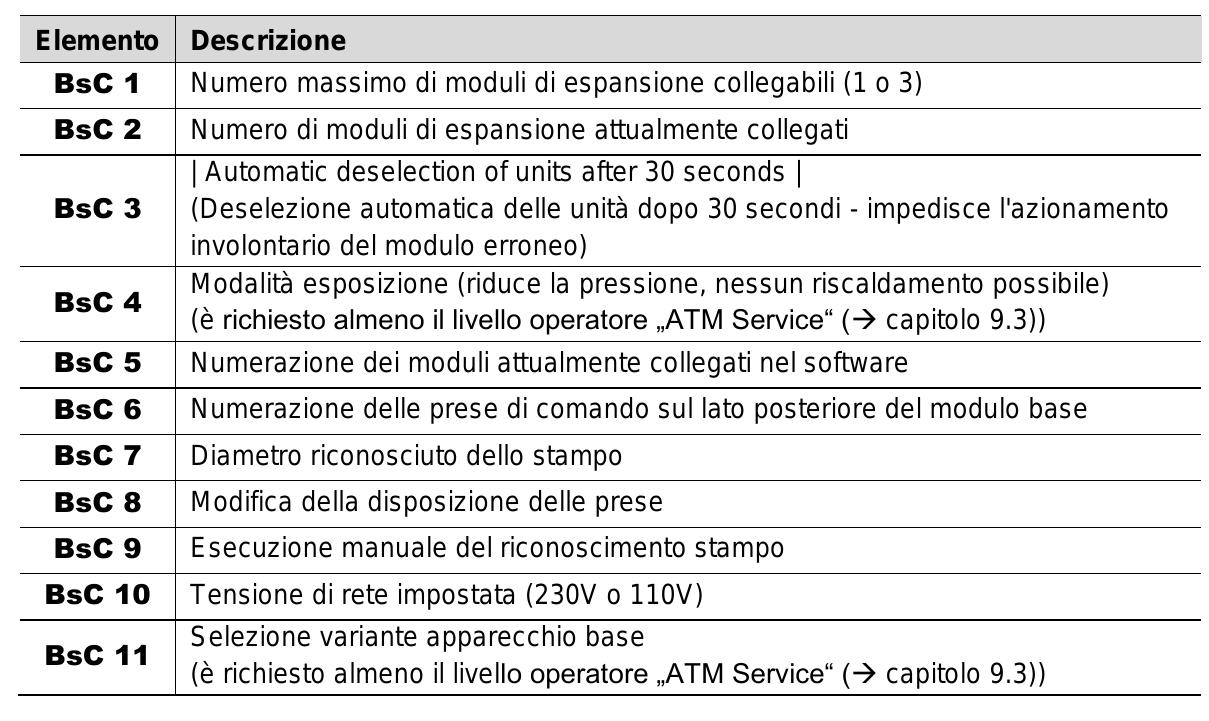 Elemento Descrizione
BsC 1 Numero massimo di moduli di espansione collegabili (1 o 3)
BsC 2 Numero di moduli di espansione attualmente collegati
BsC 3 | Automatic deselection of units after 30 seconds |
(Deselezione automatica delle unità dopo 30 secondi - impedisce l'azionamento
involontario del modulo erroneo)
BsC 4 Modalità esposizione (riduce la pressione, nessun riscaldamento possibile)
(è richiesto almeno il livello operatore „ATM Service“ (→ capitolo 9.3))
BsC 5 Numerazione dei moduli attualmente collegati nel software
BsC 6 Numerazione delle prese di comando sul lato posteriore del modulo base
BsC 7 Diametro riconosciuto dello stampo
BsC 8 Modifica della disposizione delle prese
BsC 9 Esecuzione manuale del riconoscimento stampo
BsC 10 Tensione di rete impostata (230V o 110V)
BsC 11 Selezione variante apparecchio base
(è richiesto almeno il livello operatore „ATM Service“ (→ capitolo 9.3))